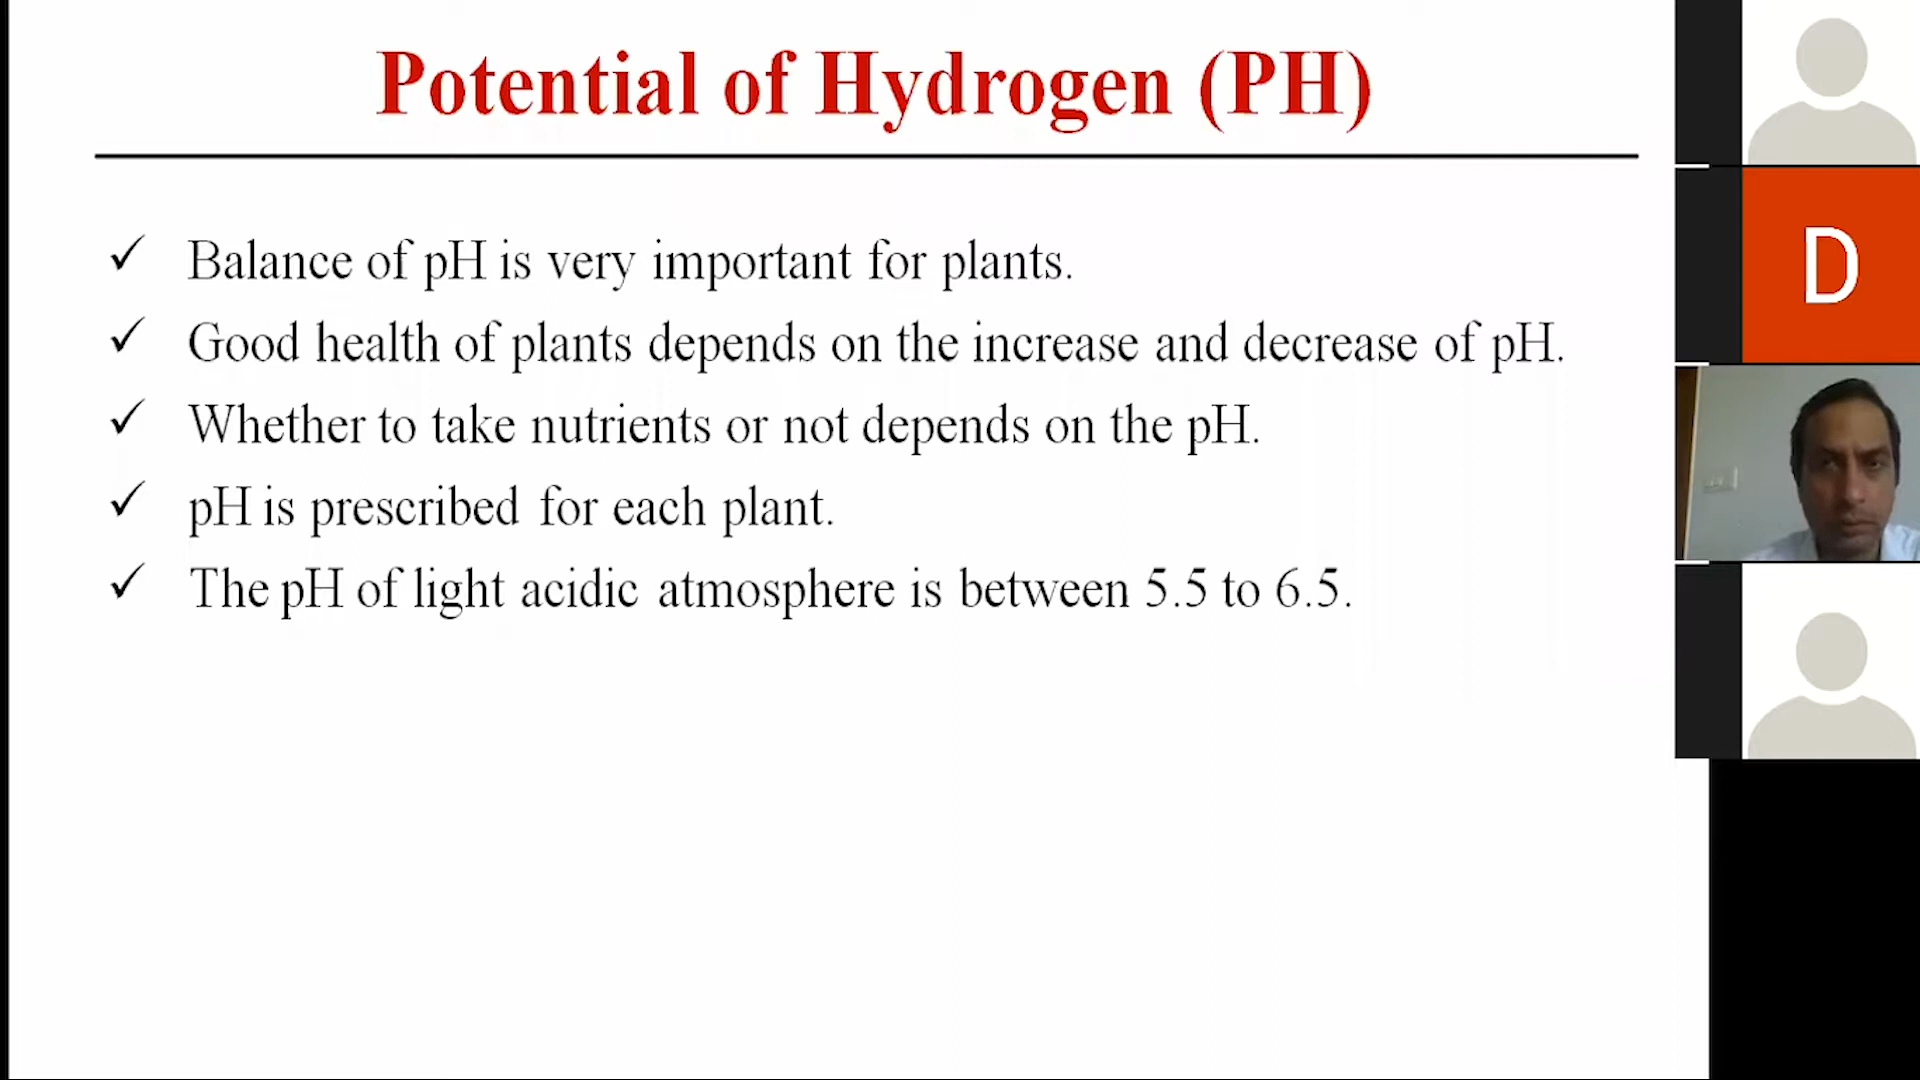 Potential of Hydrogen (PH)
✓ Balance of pH is very important for plants.
✓ Good health of plants depends on the increase and decrease of pH.
✓ Whether to take nutrients or not depends on the pH.
✓ pH is prescribed for each plant.
✓ The pH of light acidic atmosphere is between 5.5 to 6.5.
D